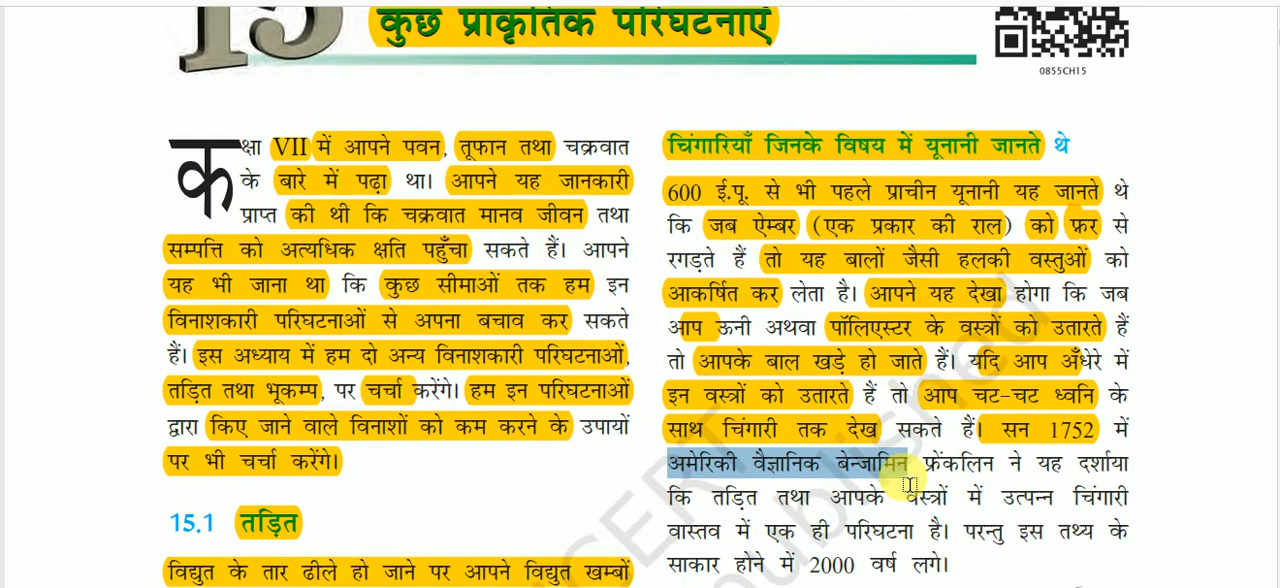 15
कुछ प्राकृतिक परिघटनाएँ
0855CH15
कक्षा VII में आपने पवन, तूफान तथा चक्रवात
के बारे में पढ़ा था। आपने यह जानकारी
प्राप्त की थी कि चक्रवात मानव जीवन तथा
सम्पत्ति को अत्यधिक क्षति पहुँचा सकते हैं। आपने
यह भी जाना था कि कुछ सीमाओं तक हम इन
विनाशकारी परिघटनाओं से अपना बचाव कर सकते
हैं। इस अध्याय में हम दो अन्य विनाशकारी परिघटनाओं,
तड़ित तथा भूकम्प, पर चर्चा करेंगे। हम इन परिघटनाओं
द्वारा किए जाने वाले विनाशों को कम करने के उपायों
पर भी चर्चा करेंगे।
15.1 तड़ित
विद्युत के तार ढीले हो जाने पर आपने विद्युत खम्बों
चिंगारियाँ जिनके विषय में यूनानी जानते थे
600 ई.पू. से भी पहले प्राचीन यूनानी यह जानते थे
कि जब ऐम्बर (एक प्रकार की राल) को फ़र से
रगड़ते हैं तो यह बालों जैसी हलकी वस्तुओं को
आकर्षित कर लेता है। आपने यह देखा होगा कि जब
आप ऊनी अथवा पॉलिएस्टर के वस्त्रों को उतारते हैं
तो आपके बाल खड़े हो जाते हैं। यदि आप अँधेरे में
इन वस्त्रों को उतारते हैं तो आप चट-चट ध्वनि के
साथ चिंगारी तक देख सकते हैं। सन 1752 में
अमेरिकी वैज्ञानिक बेन्जामिन फ्रेंकलिन ने यह दर्शाया
कि तड़ित तथा आपके वस्त्रों में उत्पन्न चिंगारी
वास्तव में एक ही परिघटना है। परन्तु इस तथ्य के
साकार होने में 2000 वर्ष लगे।